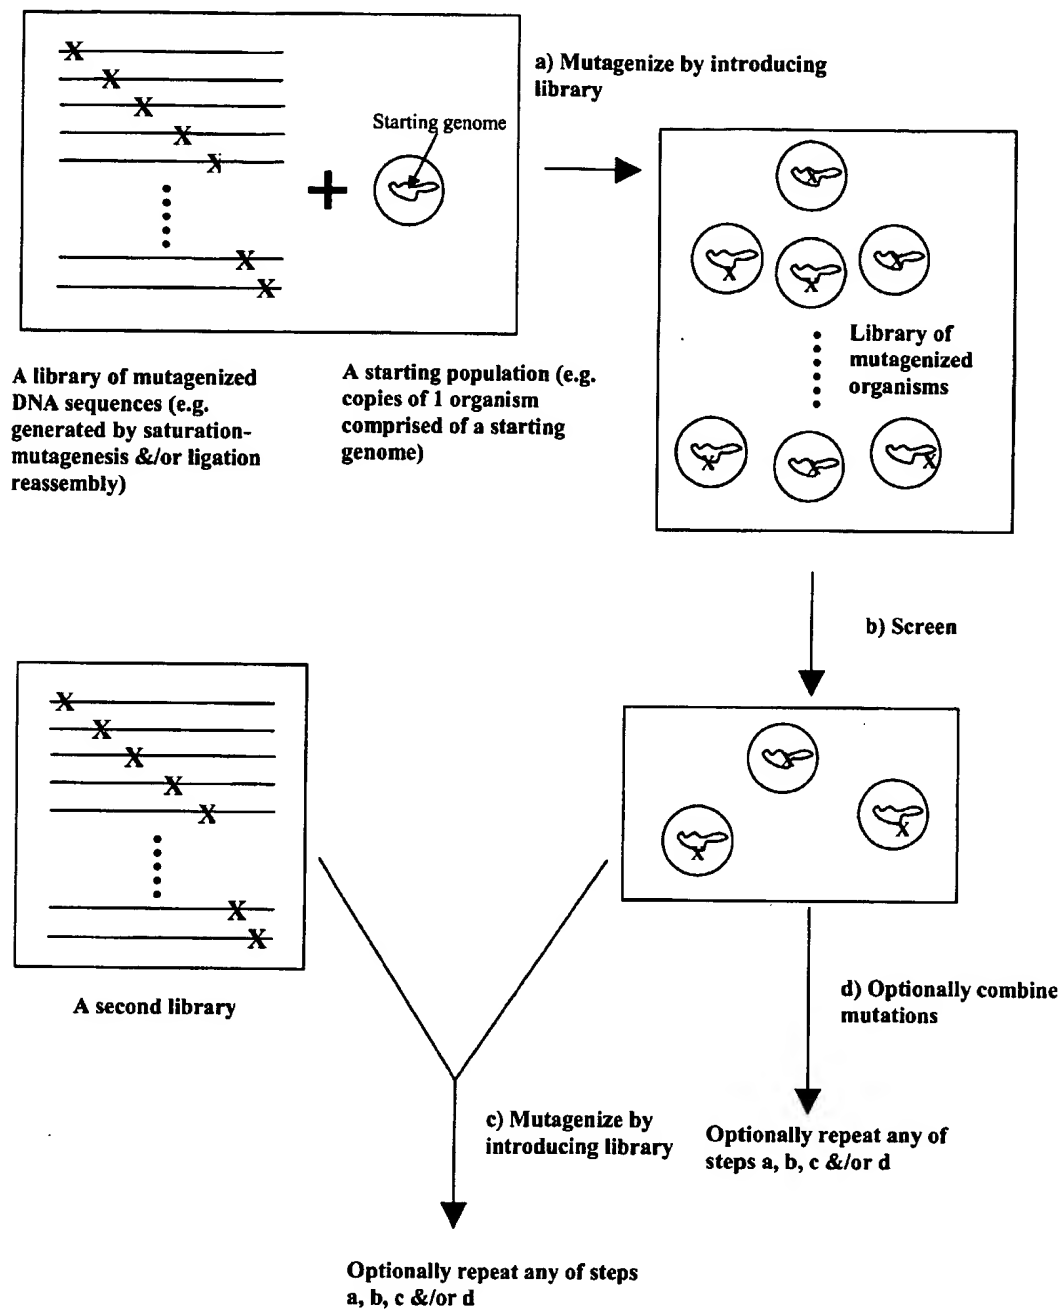 a) Mutagenize by introducing
library
Starting genome
X
X
X
X
X
X
X
+
X
X
X
X
X
X
X
Library of
mutagenized
organisms
A library of mutagenized
DNA sequences (e.g.
generated by saturation-
mutagenesis &/or ligation
reassembly)
A starting population (e.g.
copies of 1 organism
comprised of a starting
genome)
b) Screen
X
X
X
X
X
X
X
X
X
X
A second library
d) Optionally combine
mutations
c) Mutagenize by
introducing library
Optionally repeat any of
steps a, b, c &/or d
Optionally repeat any of steps
a, b, c &/or d